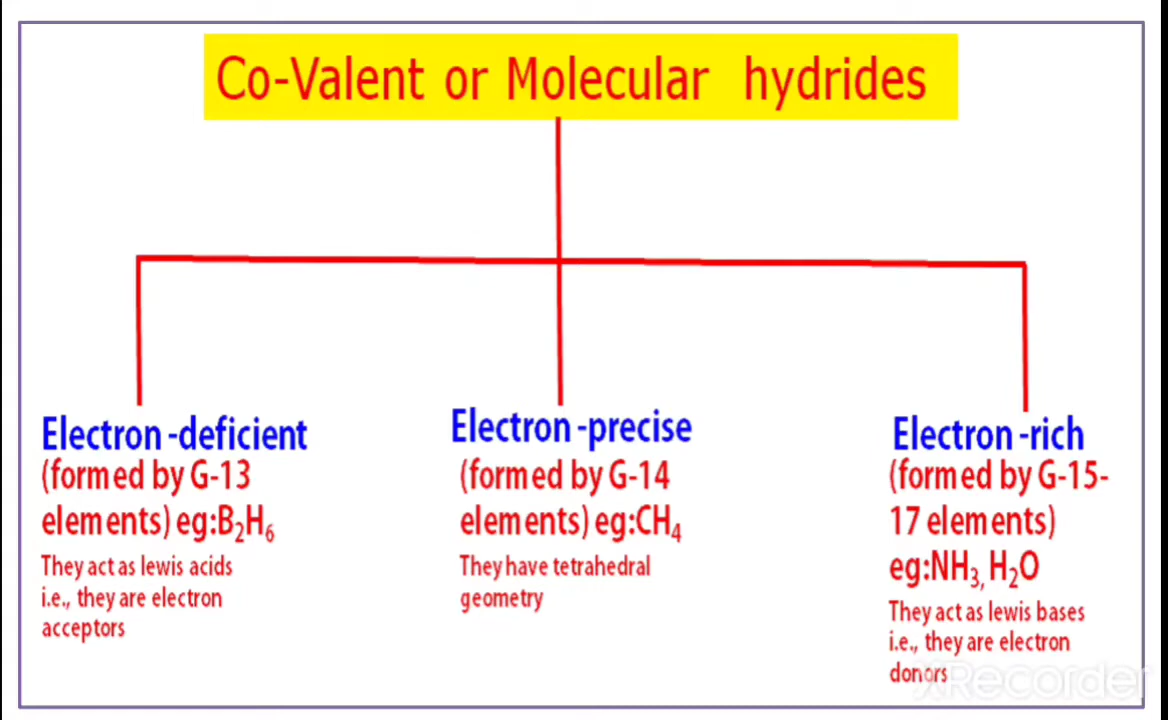 Co-Valent or Molecular hydrides
Electron-deficient
(formed by G-13
elements) eg:B₂H₆
They act as lewis acids
i.e., they are electron
acceptors
Electron-precise
(formed by G-14
elements) eg:CH₄
They have tetrahedral
geometry
Electron-rich
(formed by G-15-
17 elements)
eg:NH₃, H₂O
They act as lewis bases
i.e., they are electron
donors
XRecorder